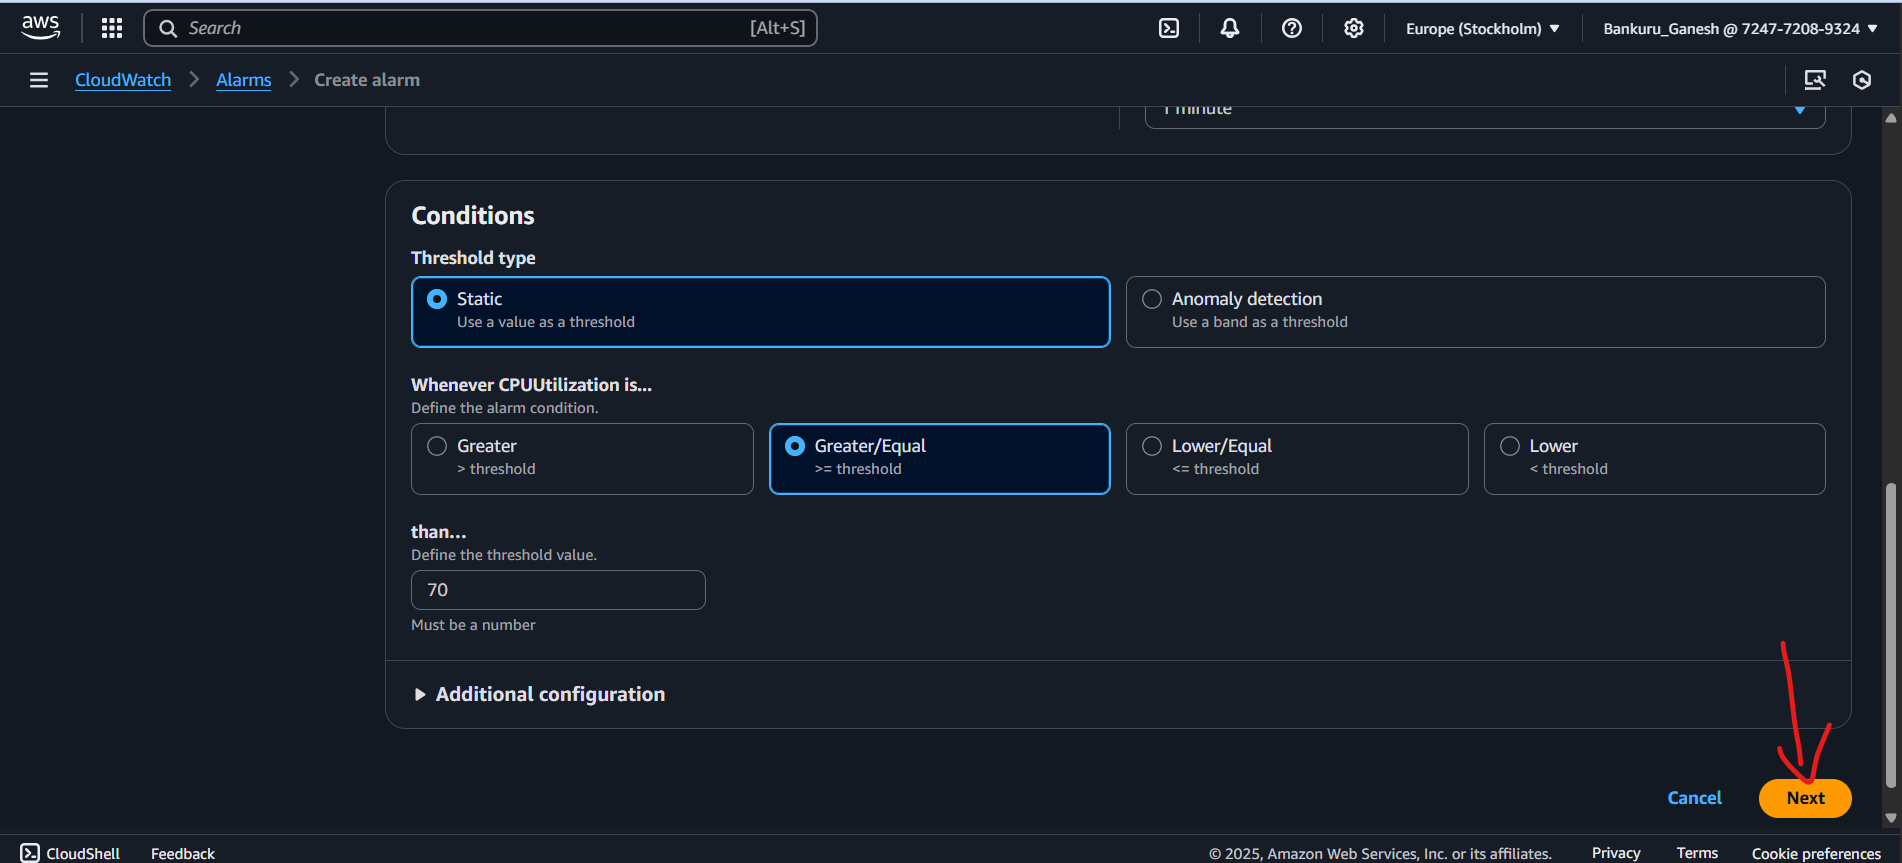 aws
Search [Alt+S]
Europe (Stockholm)
Bankuru_Ganesh @ 7247-7208-9324
CloudWatch
Alarms
Create alarm
1 minute
Conditions
Threshold type
Static
Use a value as a threshold
Anomaly detection
Use a band as a threshold
Whenever CPUUtilization is...
Define the alarm condition.
Greater
> threshold
Greater/Equal
>= threshold
Lower/Equal
<= threshold
Lower
< threshold
than...
Define the threshold value.
70
Must be a number
Additional configuration
Cancel
Next
CloudShell
Feedback
© 2025, Amazon Web Services, Inc. or its affiliates.
Privacy
Terms
Cookie preferences